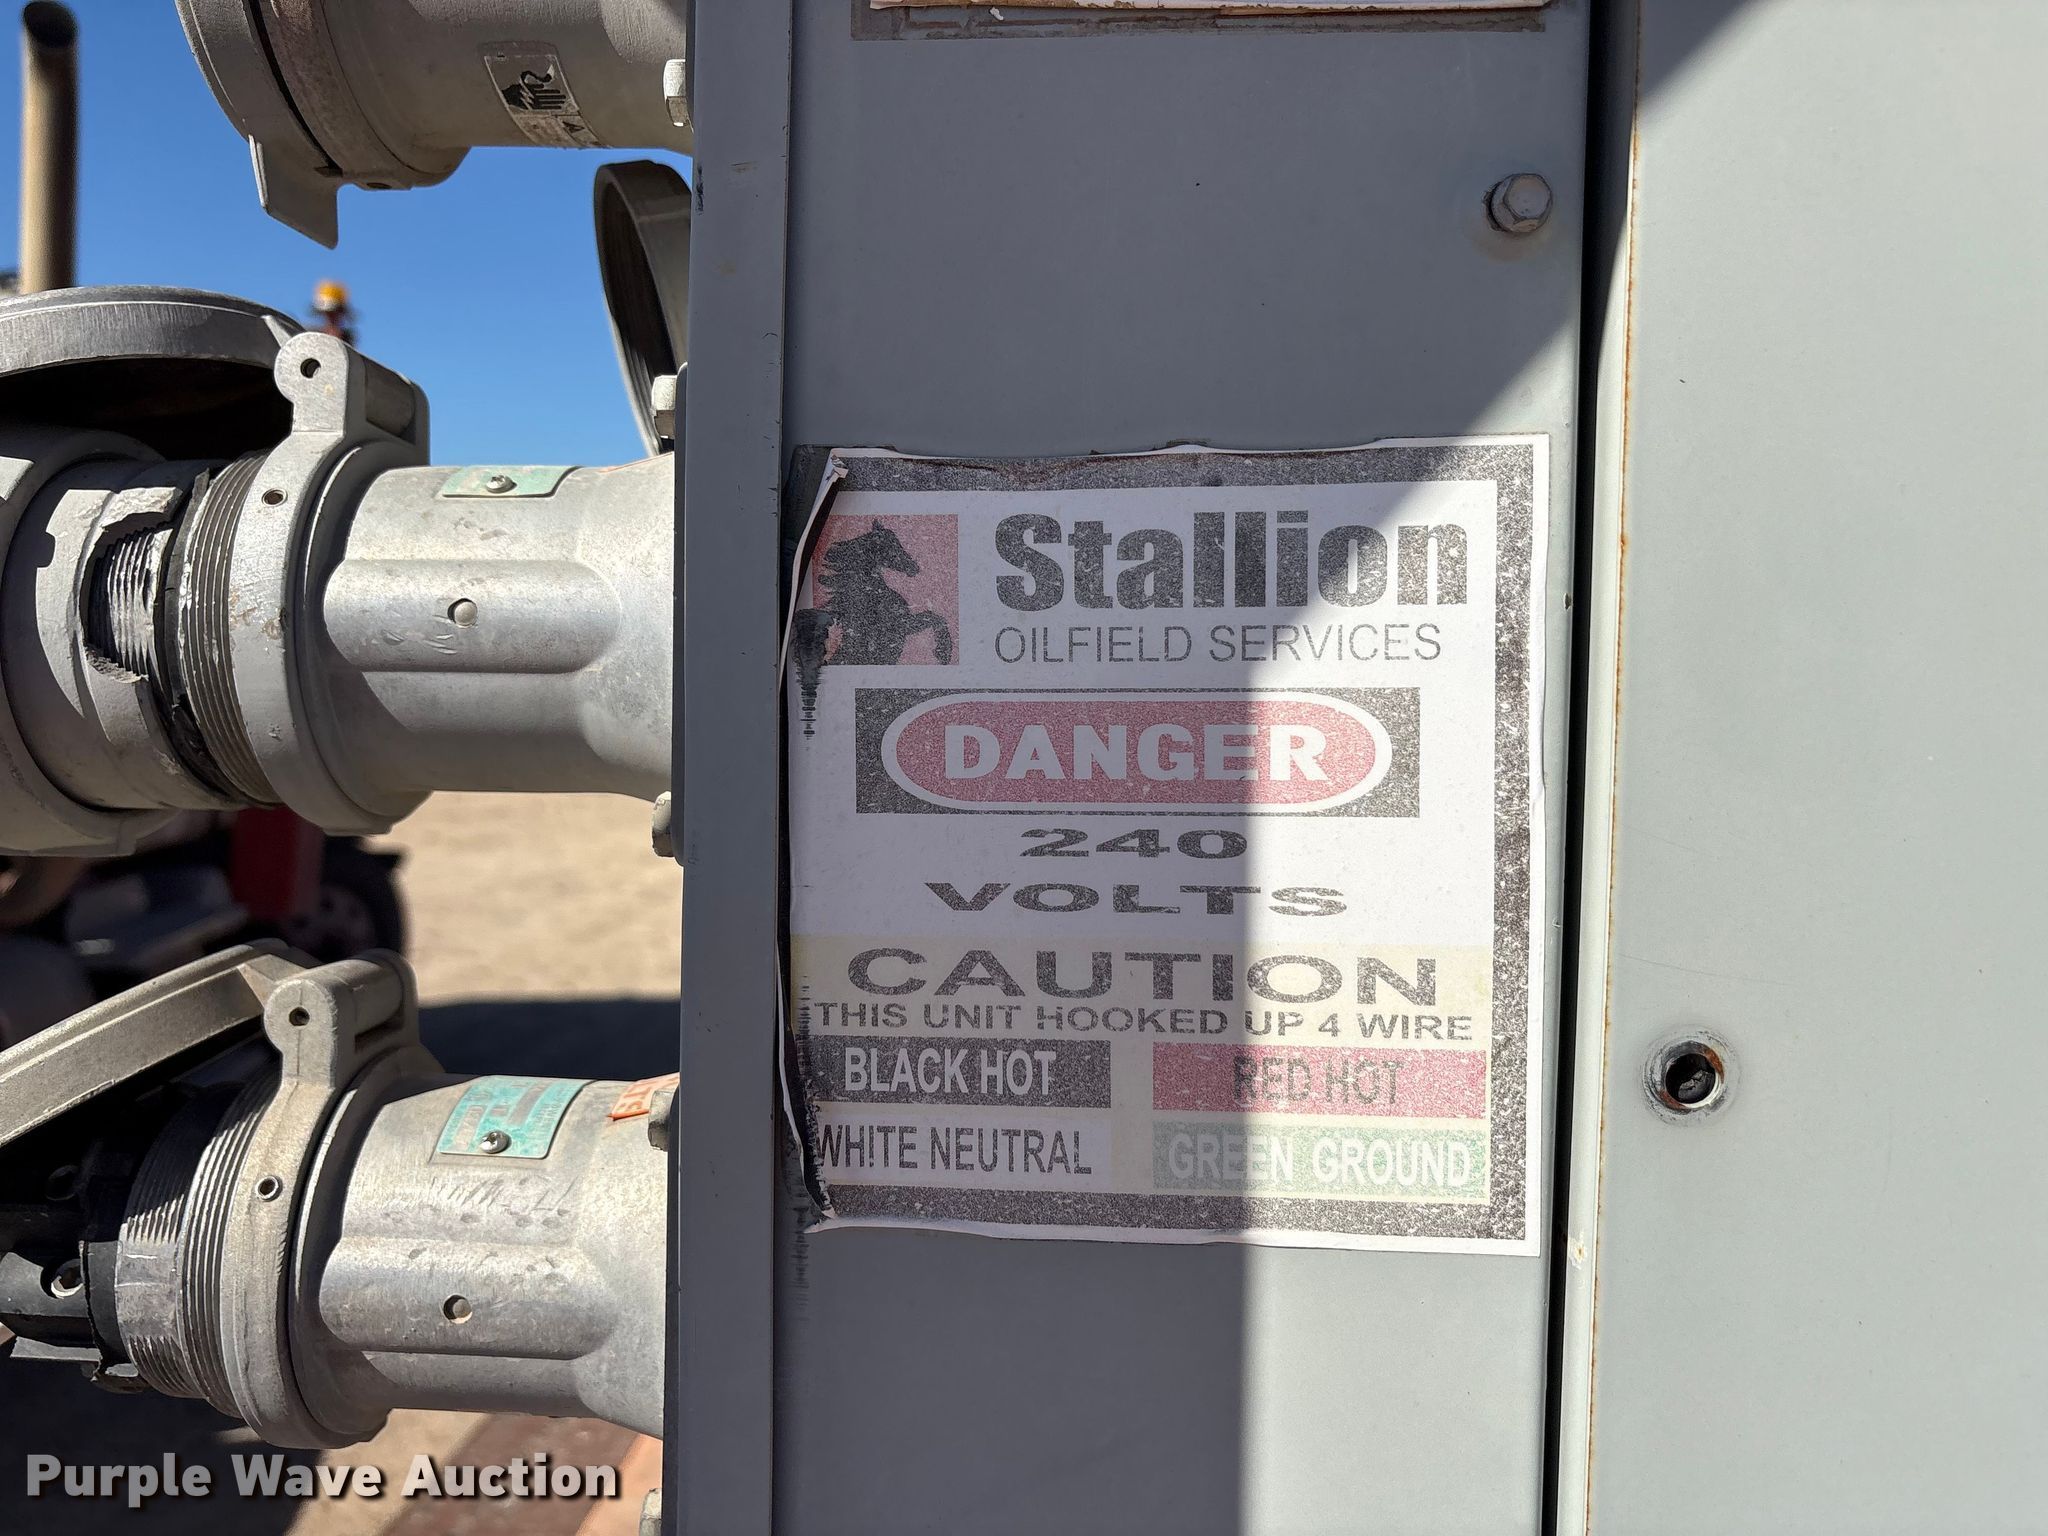 Stallion
OILFIELD SERVICES
DANGER
240
VOLTS
CAUTION
THIS UNIT HOOKED UP 4 WIRE
BLACK HOT
RED HOT
WHITE NEUTRAL
GREEN GROUND
Purple Wave Auction